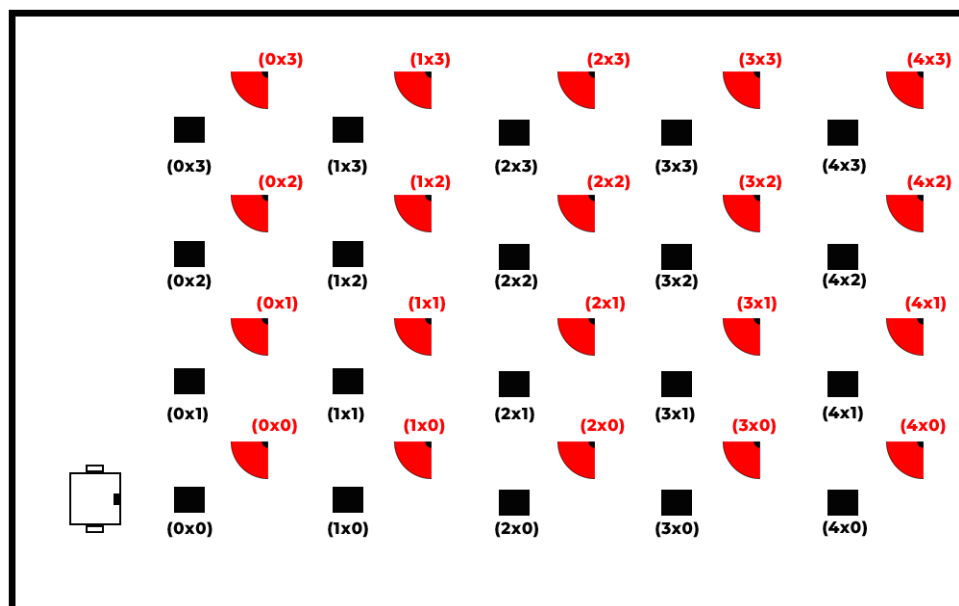 (0x3) (1x3) (2x3) (3x3) (4x3)
(0x3) (1x3) (2x3) (3x3) (4x3)
(0x2) (1x2) (2x2) (3x2) (4x2)
(0x2) (1x2) (2x2) (3x2) (4x2)
(0x1) (1x1) (2x1) (3x1) (4x1)
(0x1) (1x1) (2x1) (3x1) (4x1)
(0x0) (1x0) (2x0) (3x0) (4x0)
(0x0) (1x0) (2x0) (3x0) (4x0)